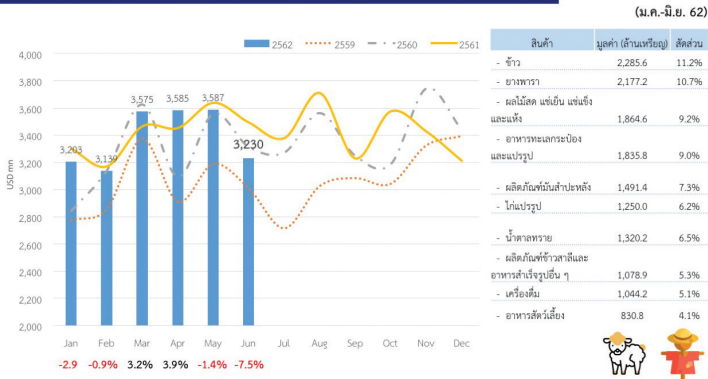 (ม.ค.-มิ.ย. 62)
2562 2559 2560 2561
USD mn
4,000
3,800
3,600
3,400
3,200
3,000
2,800
2,600
2,400
2,200
2,000
3,203 3,139 3,575 3,585 3,587 3,230
Jan Feb Mar Apr May Jun Jul Aug Sep Oct Nov Dec
-2.9 -0.9% 3.2% 3.9% -1.4% -7.5%
สินค้า มูลค่า (ล้านเหรียญ) สัดส่วน
- ข้าว 2,285.6 11.2%
- ยางพารา 2,177.2 10.7%
- ผลไม้สด แช่เย็น แช่แข็ง
และแห้ง 1,864.6 9.2%
- อาหารทะเลกระป๋อง
และแปรรูป 1,835.8 9.0%
- ผลิตภัณฑ์มันสำปะหลัง 1,491.4 7.3%
- ไก่แปรรูป 1,250.0 6.2%
- น้ำตาลทราย 1,320.2 6.5%
- ผลิตภัณฑ์ข้าวสาลีและ
อาหารสำเร็จรูปอื่น ๆ 1,078.9 5.3%
- เครื่องดื่ม 1,044.2 5.1%
- อาหารสัตว์เลี้ยง 830.8 4.1%